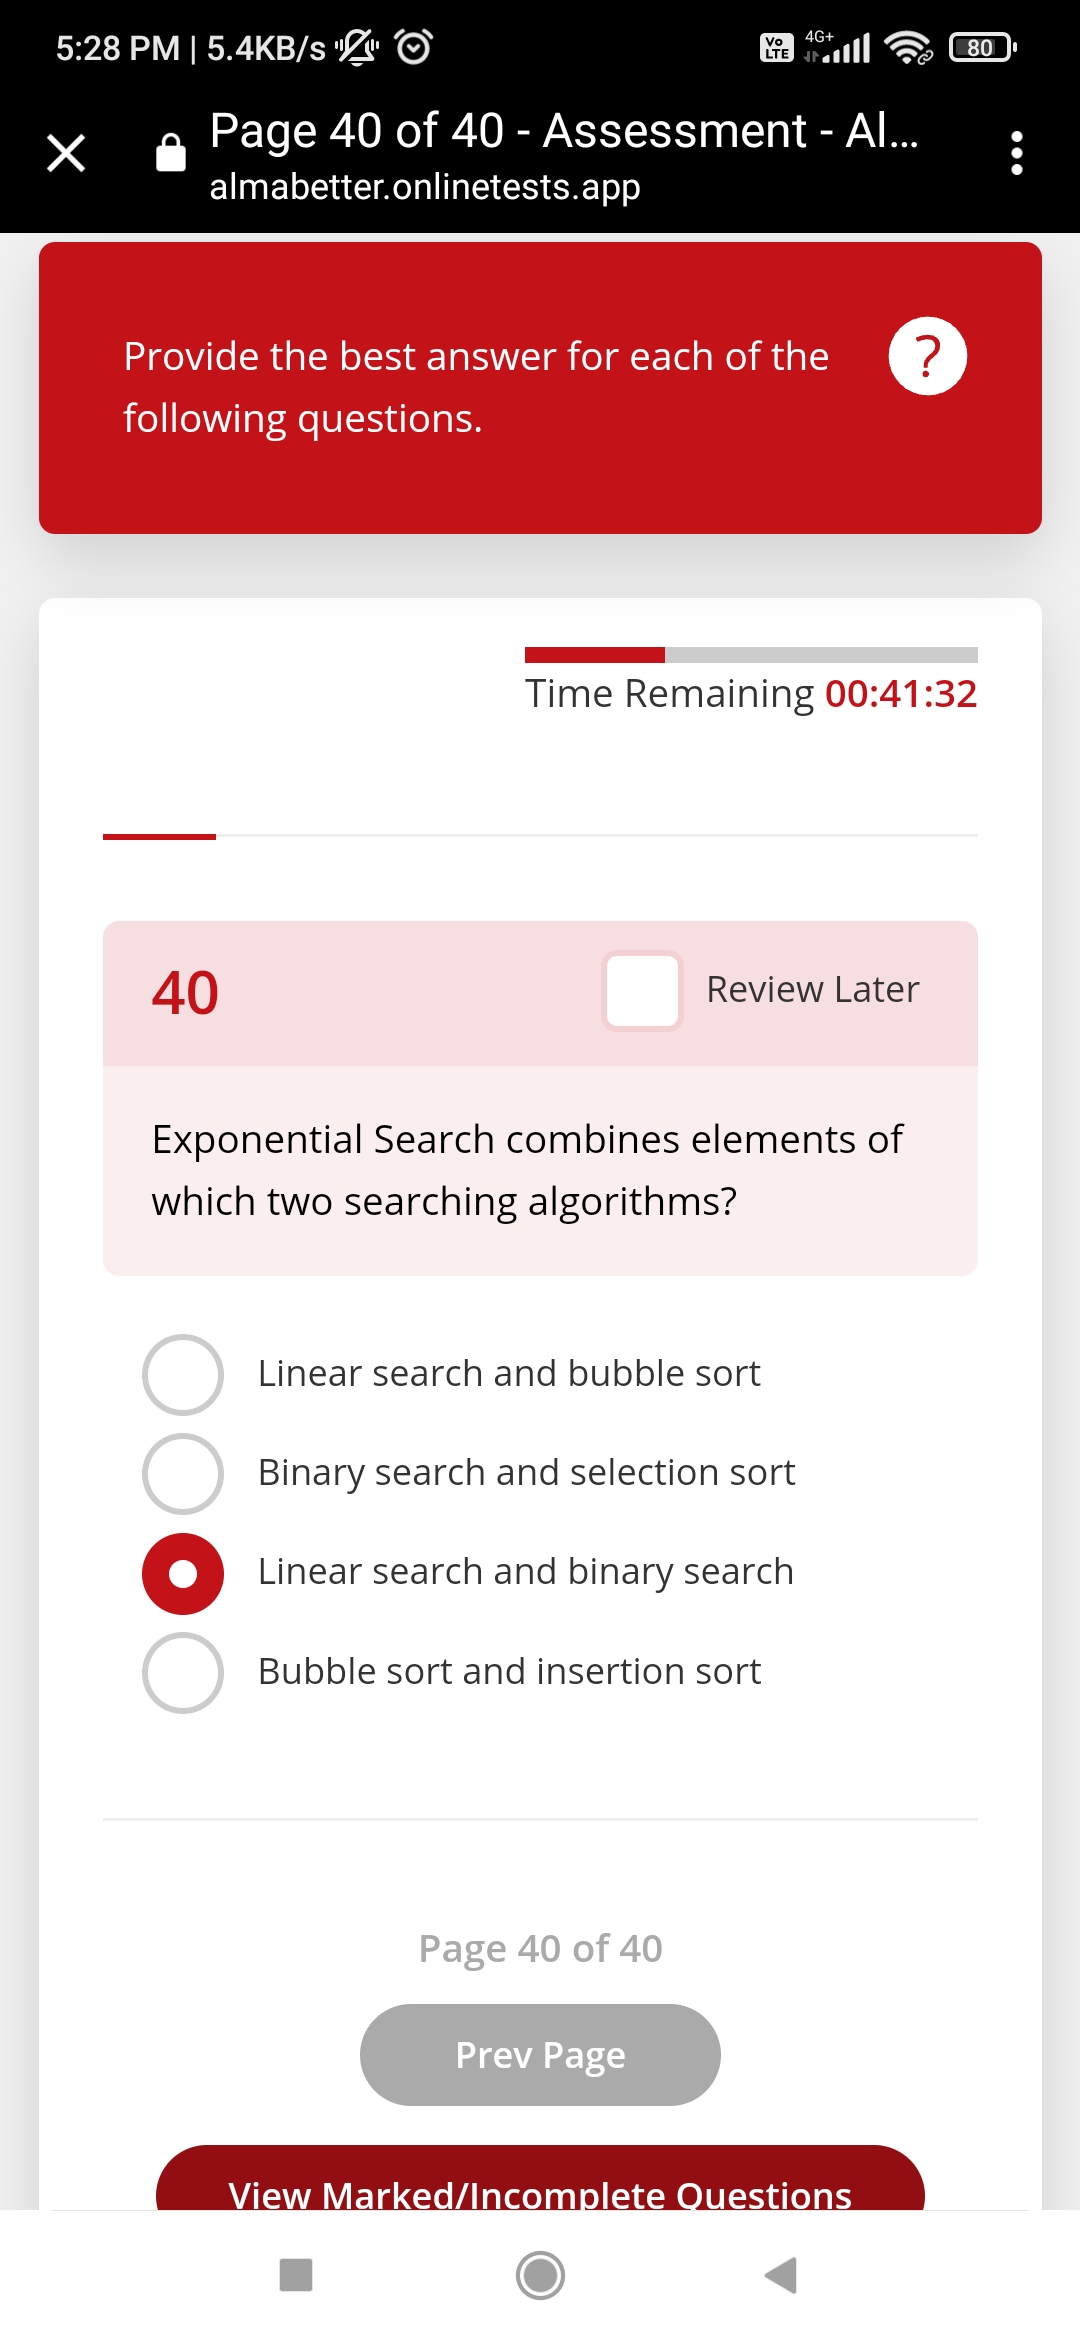 5:28 PM | 5.4KB/s
Vo LTE 4G+ 80
Page 40 of 40 - Assessment - Al...
almabetter.onlinetests.app
Provide the best answer for each of the
following questions.
?
Time Remaining 00:41:32
40
Review Later
Exponential Search combines elements of
which two searching algorithms?
Linear search and bubble sort
Binary search and selection sort
Linear search and binary search
Bubble sort and insertion sort
Page 40 of 40
Prev Page
View Marked/Incomplete Questions